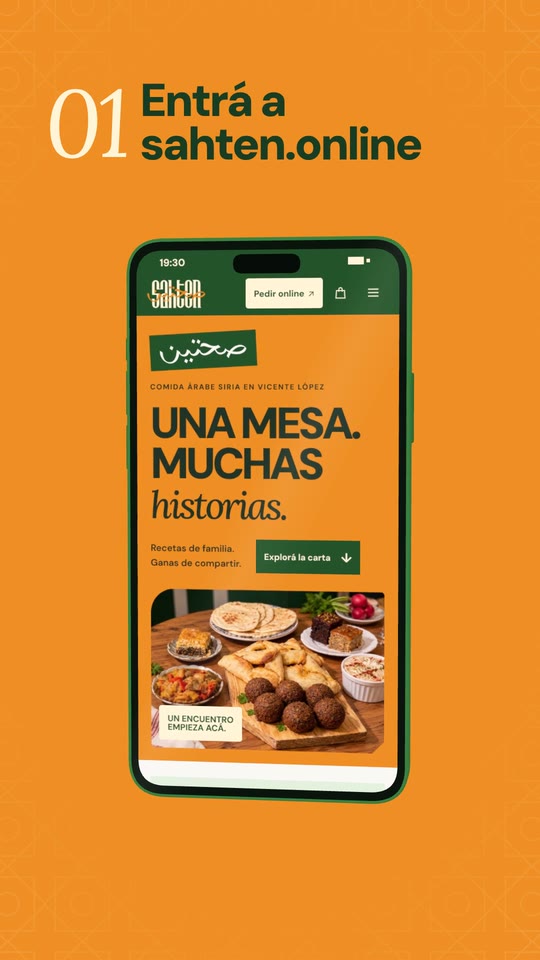 01 Entrá a
sahten.online
19:30
sahten
Pedir online ↗
صحتين
COMIDA ÁRABE SIRIA EN VICENTE LÓPEZ
UNA MESA.
MUCHAS
historias.
Recetas de familia.
Ganas de compartir.
Explorá la carta ↓
UN ENCUENTRO
EMPIEZA ACÁ.